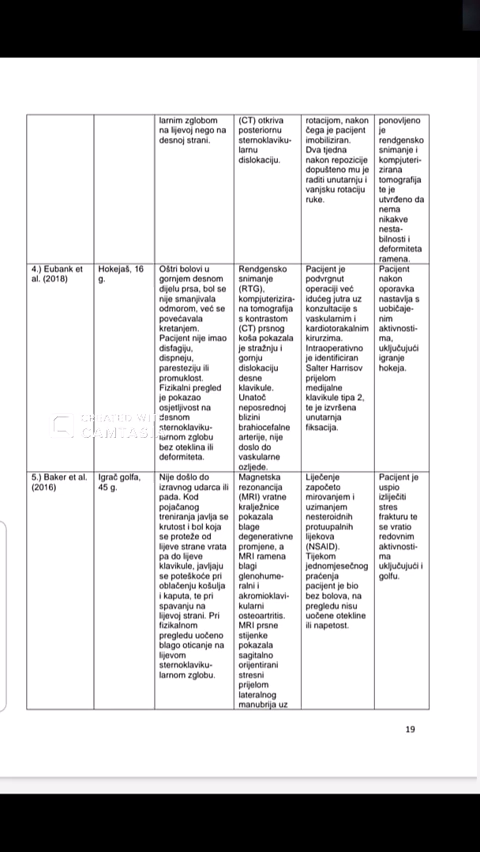 larnim zglobom
na lijevoj nego na
desnoj strani.
(CT) otkriva
posteriornu
sternoklaviku-
larnu
dislokaciju.
rotacijom, nakon
čega je pacijent
imobiliziran.
Dva tjedna
nakon repozicije
dopušteno mu je
raditi unutarnju i
vanjsku rotaciju
ruke.
ponovljeno
je
rendgensko
snimanje i
kompjuteri-
zirana
tomografija
te je
utvrđeno da
nema
nikakve
nesta-
bilnosti i
deformiteta
ramena.
4.) Eubank et
al. (2018)
Hokejaš, 16
g.
Oštri bolovi u
gornjem desnom
dijelu prsa, bol se
nije smanjivala
odmorom, već se
povećavala
kretanjem.
Pacijent nije imao
disfagiju,
dispneju,
paresteziju ili
promuklost.
Fizikalni pregled
je pokazao
osjetljivost na
desnom
sternoklaviku-
larnom zglobu
bez oteklina ili
deformiteta.
Rendgensko
snimanje
(RTG),
kompjutorizira-
na tomografija
s kontrastom
(CT) prsnog
koša pokazala
je stražnju i
gornju
dislokaciju
desne
klavikule.
Unatoč
neposrednoj
blizini
brahiocefalne
arterije, nije
doslo do
vaskularne
ozljede.
Pacijent je
podvrgnut
operaciji već
idućeg jutra uz
konzultacije s
vaskularnim i
kardiotorakalnim
kirurzima.
Intraoperativno
je identificiran
Salter Harrisov
prijelom
medijalne
klavikule tipa 2,
te je izvršena
unutarnja
fiksacija.
Pacijent
nakon
oporavka
nastavlja s
uobičaje-
nim
aktivnosti-
ma,
uključujući
igranje
hokeja.
CREATED WI
CAMTAS
5.) Baker et al.
(2016)
Igrač golfa,
45 g.
Nije došlo do
izravnog udarca ili
pada. Kod
pojačanog
treniranja javlja se
krutost i bol koja
se proteže od
lijeve strane vrata
pa do lijeve
klavikule, javljaju
se poteškoće pri
oblačenju košulja
i kaputa, te pri
spavanju na
lijevoj strani. Pri
fizikalnom
pregledu uočeno
blago oticanje na
lijevom
sternoklaviku-
larnom zglobu.
Magnetska
rezonancija
(MRI) vratne
kralježnice
pokazala
blage
degenerativne
promjene, a
MRI ramena
blagi
glenohume-
ralni i
akromioklavi-
kularni
osteoartritis.
MRI prsne
stijenke
pokazala
sagitalno
orijentirani
stresni
prijelom
lateralnog
manubrija uz
Liječenje
započeto
mirovanjem i
uzimanjem
nesteroidnih
protuupalnih
lijekova
(NSAID).
Tijekom
jednomjesečnog
praćenja
pacijent je bio
bez bolova, na
pregledu nisu
uočene otekline
ili napetost.
Pacijent je
uspio
izliječiti
stres
frakturu te
se vratio
redovnim
aktivnosti-
ma
uključujući i
golfu.
19